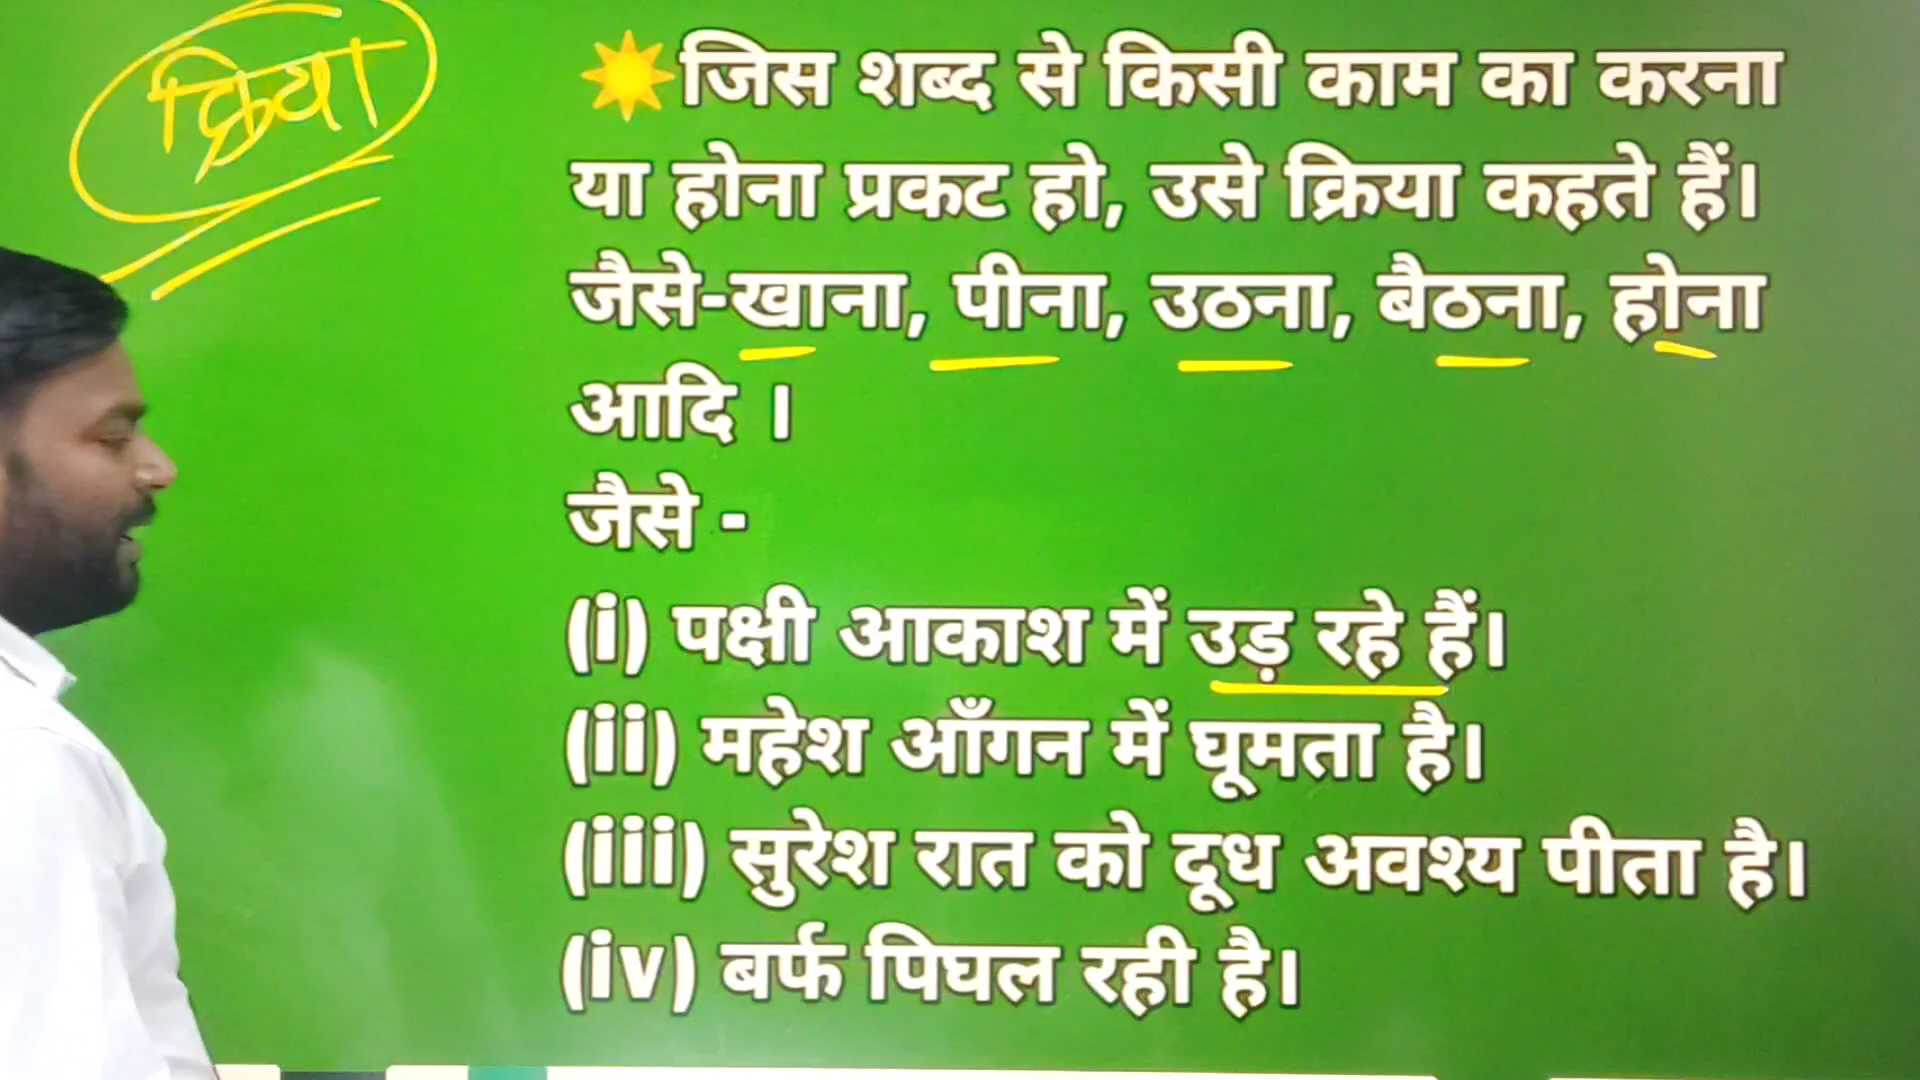 क्रिया
जिस शब्द से किसी काम का करना
या होना प्रकट हो, उसे क्रिया कहते हैं।
जैसे-खाना, पीना, उठना, बैठना, होना
आदि ।
जैसे -
(i) पक्षी आकाश में उड़ रहे हैं।
(ii) महेश आँगन में घूमता है।
(iii) सुरेश रात को दूध अवश्य पीता है।
(iv) बर्फ पिघल रही है।